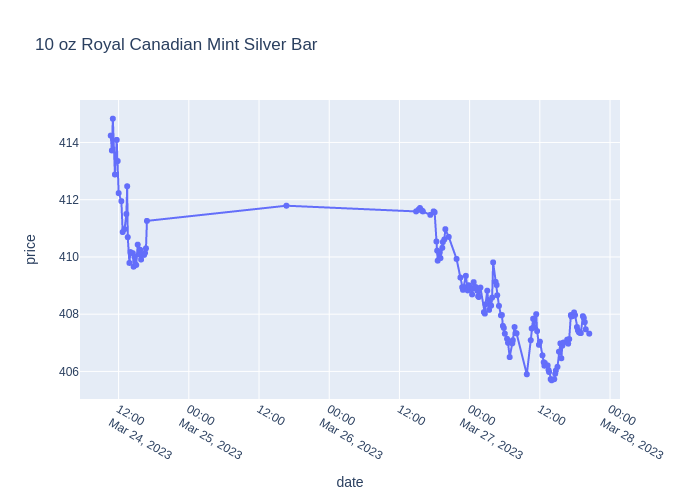 10 oz Royal Canadian Mint Silver Bar
414
412
410
408
406
price
12:00
Mar 24, 2023
00:00
Mar 25, 2023
12:00
00:00
Mar 26, 2023
12:00
00:00
Mar 27, 2023
12:00
00:00
Mar 28, 2023
date